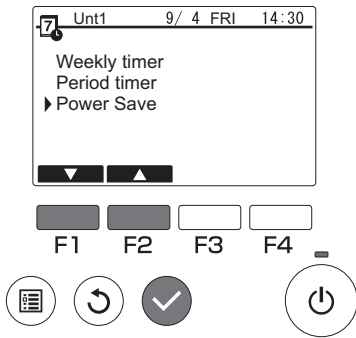 7 Unt1 9/ 4 FRI 14:30
Weekly timer
Period timer
Power Save
F1 F2 F3 F4